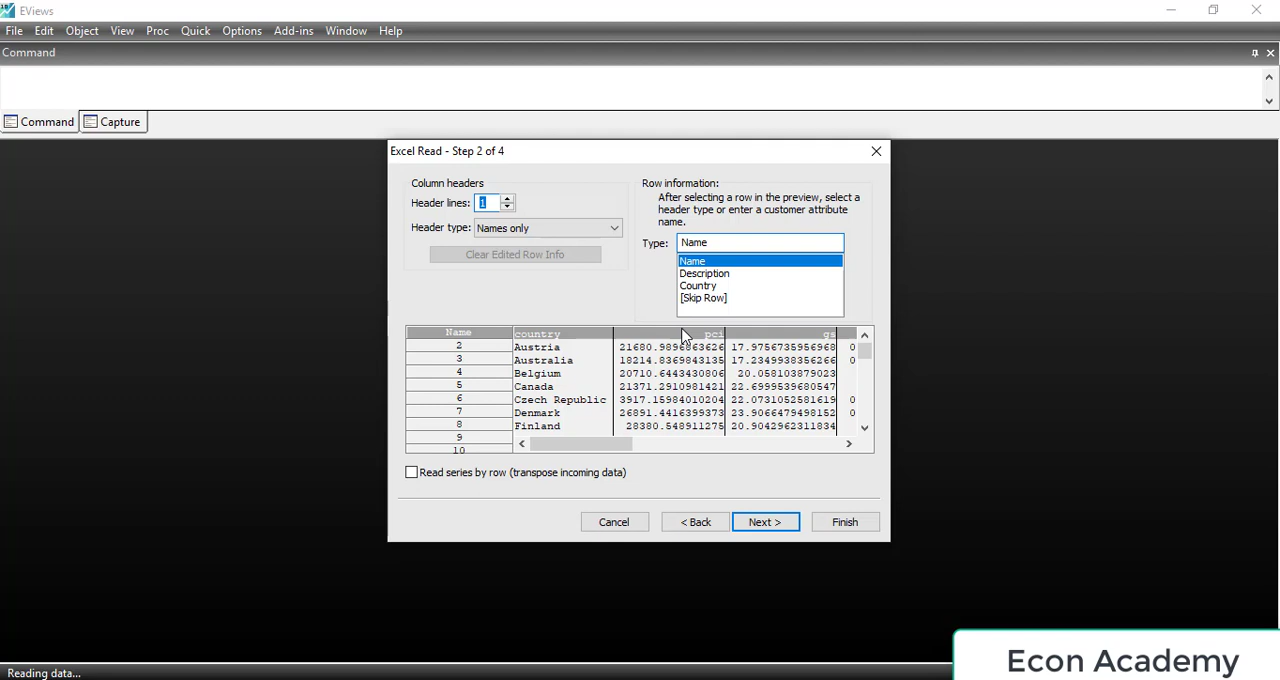 EViews
File Edit Object View Proc Quick Options Add-ins Window Help
Command
Command Capture
Excel Read - Step 2 of 4
Column headers
Header lines: 1
Header type: Names only
Clear Edited Row Info
Row information:
After selecting a row in the preview, select a
header type or enter a customer attribute
name.
Type: Name
Name
Description
Country
[Skip Row]
Name country pci gs
2 Austria 21680.9896863626 17.9756735956968 0
3 Australia 18214.8369843135 17.2349938356266 0
4 Belgium 20710.6443430806 20.058103879023
5 Canada 21371.2910981421 22.6999539680547
6 Czech Republic 3917.15984010204 22.0731052581619 0
7 Denmark 26891.4416399373 23.9066479498152 0
8 Finland 28380.548911275 20.9042962311834
9
10
Read series by row (transpose incoming data)
Cancel < Back Next > Finish
Reading data...
Econ Academy